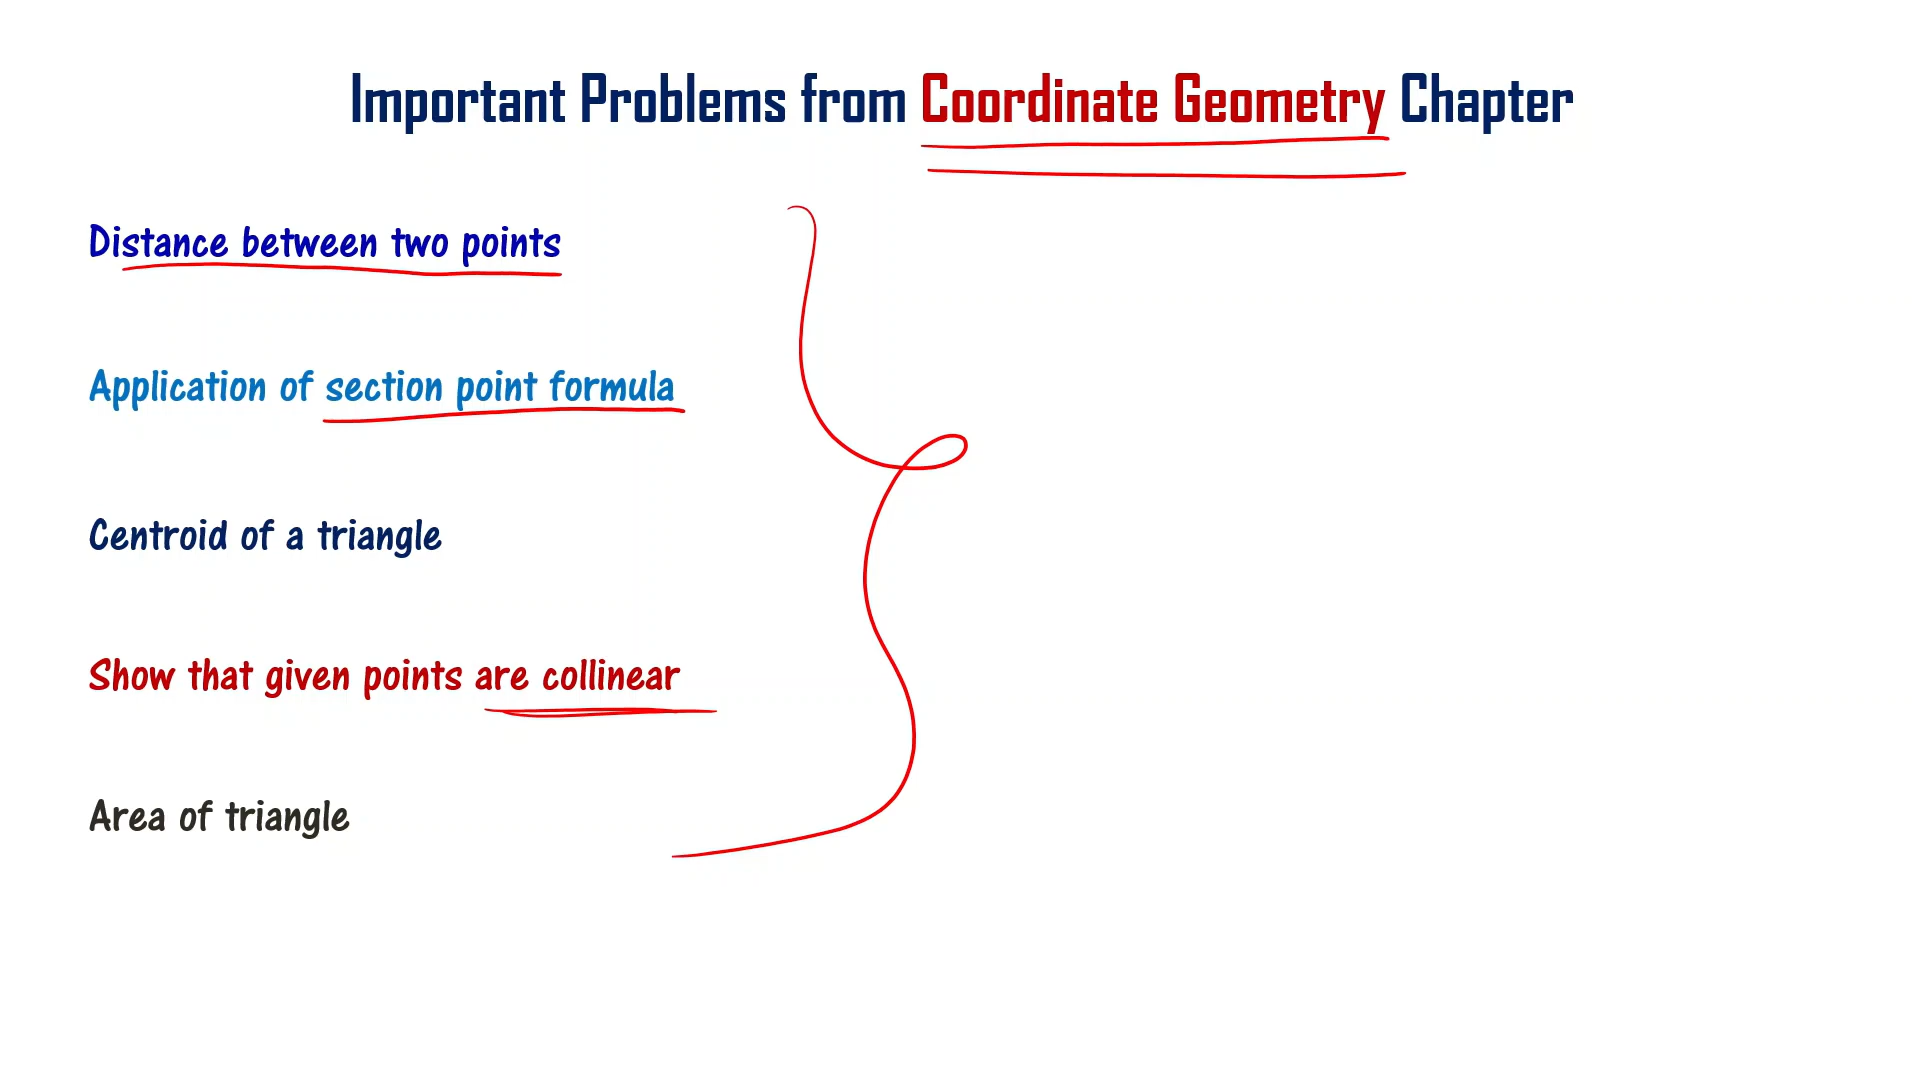 Important Problems from Coordinate Geometry Chapter
Distance between two points
Application of section point formula
Centroid of a triangle
Show that given points are collinear
Area of triangle